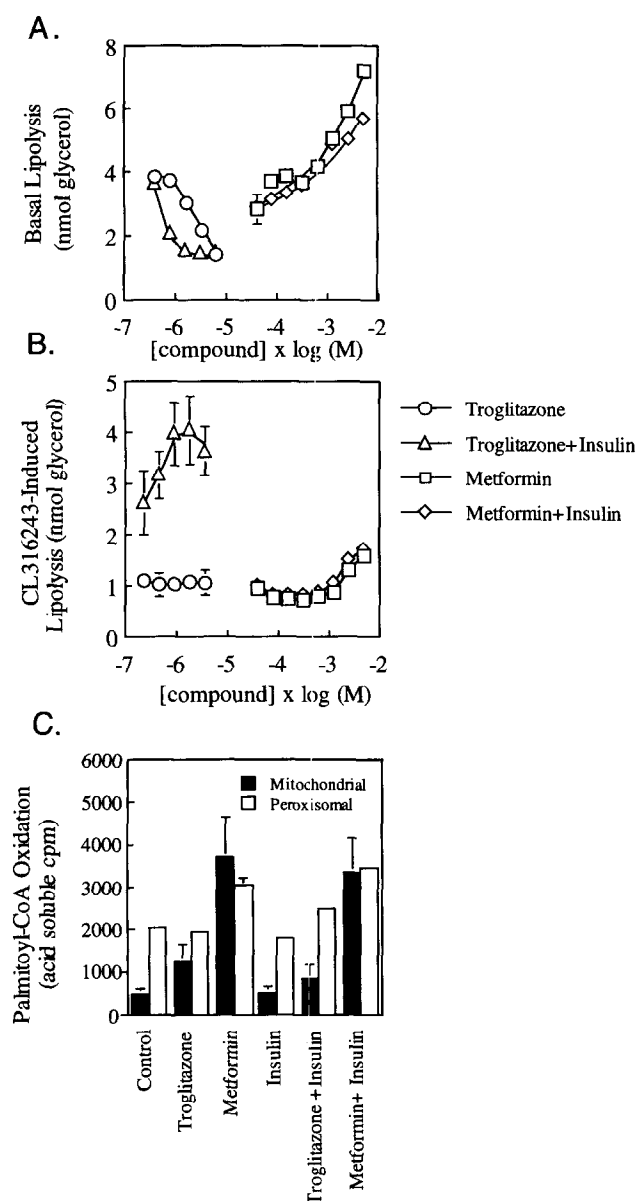 A.
Basal Lipolysis
(nmol glycerol)
8
6
4
2
0
-7 -6 -5 -4 -3 -2
[compound] x log (M)
B.
CL316243-Induced
Lipolysis (nmol glycerol)
5
4
3
2
1
0
-7 -6 -5 -4 -3 -2
[compound] x log (M)
Troglitazone
Troglitazone+Insulin
Metformin
Metformin+Insulin
C.
Palmitoyl-CoA Oxidation
(acid soluble cpm)
6000
5000
4000
3000
2000
1000
0
Mitochondrial
Peroxisomal
Control
Troglitazone
Metformin
Insulin
Troglitazone + Insulin
Metformin+ Insulin